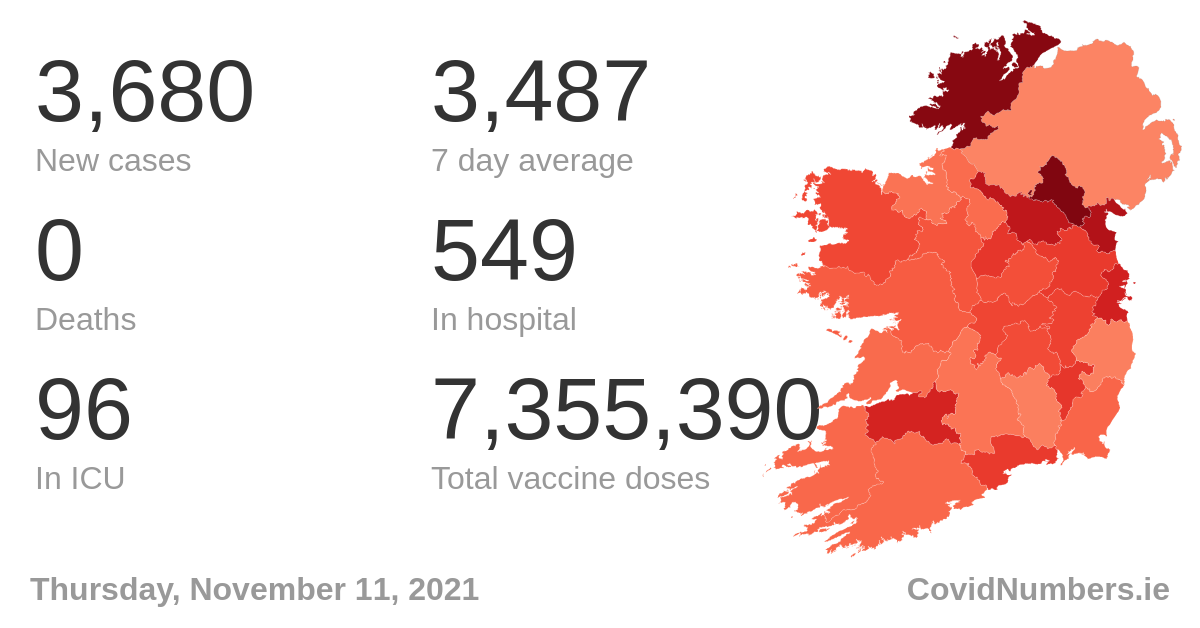 3,680
New cases
3,487
7 day average
0
Deaths
549
In hospital
96
In ICU
7,355,390
Total vaccine doses
Thursday, November 11, 2021
CovidNumbers.ie